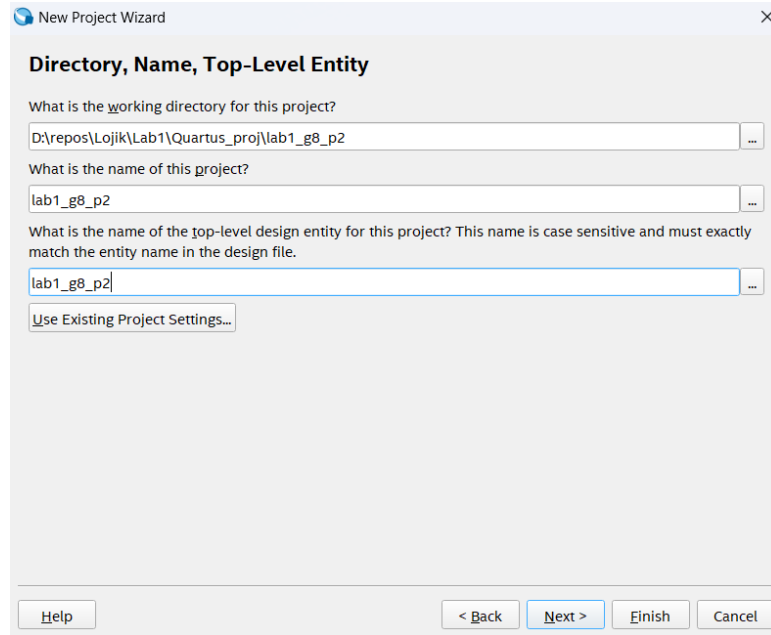 New Project Wizard
Directory, Name, Top-Level Entity
What is the working directory for this project?
D:\repos\Lojik\Lab1\Quartus_proj\lab1_g8_p2
...
What is the name of this project?
lab1_g8_p2
...
What is the name of the top-level design entity for this project? This name is case sensitive and must exactly
match the entity name in the design file.
lab1_g8_p2
...
Use Existing Project Settings...
Help
< Back
Next >
Finish
Cancel